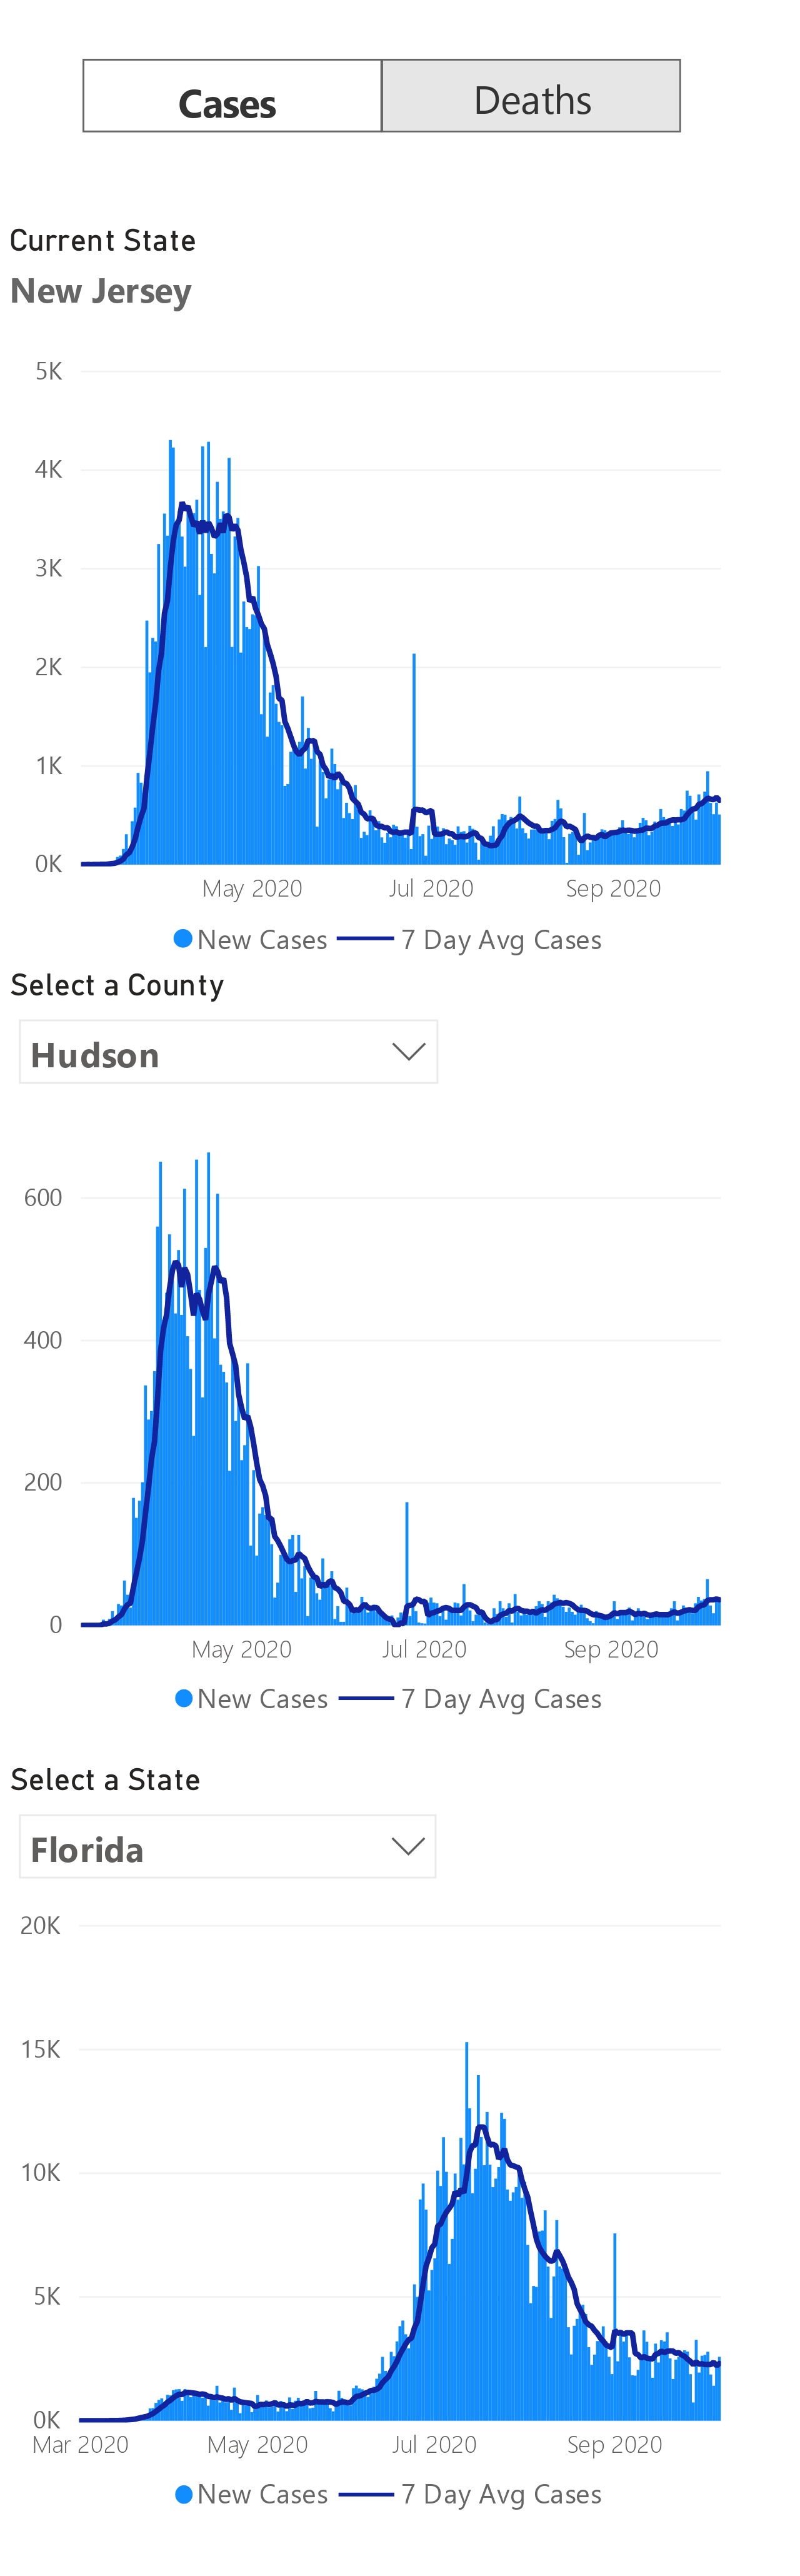 Cases Deaths
Current State
New Jersey
5K
4K
3K
2K
1K
0K
May 2020 Jul 2020 Sep 2020
New Cases 7 Day Avg Cases
Select a County
Hudson
600
400
200
0
May 2020 Jul 2020 Sep 2020
New Cases 7 Day Avg Cases
Select a State
Florida
20K
15K
10K
5K
0K
Mar 2020 May 2020 Jul 2020 Sep 2020
New Cases 7 Day Avg Cases